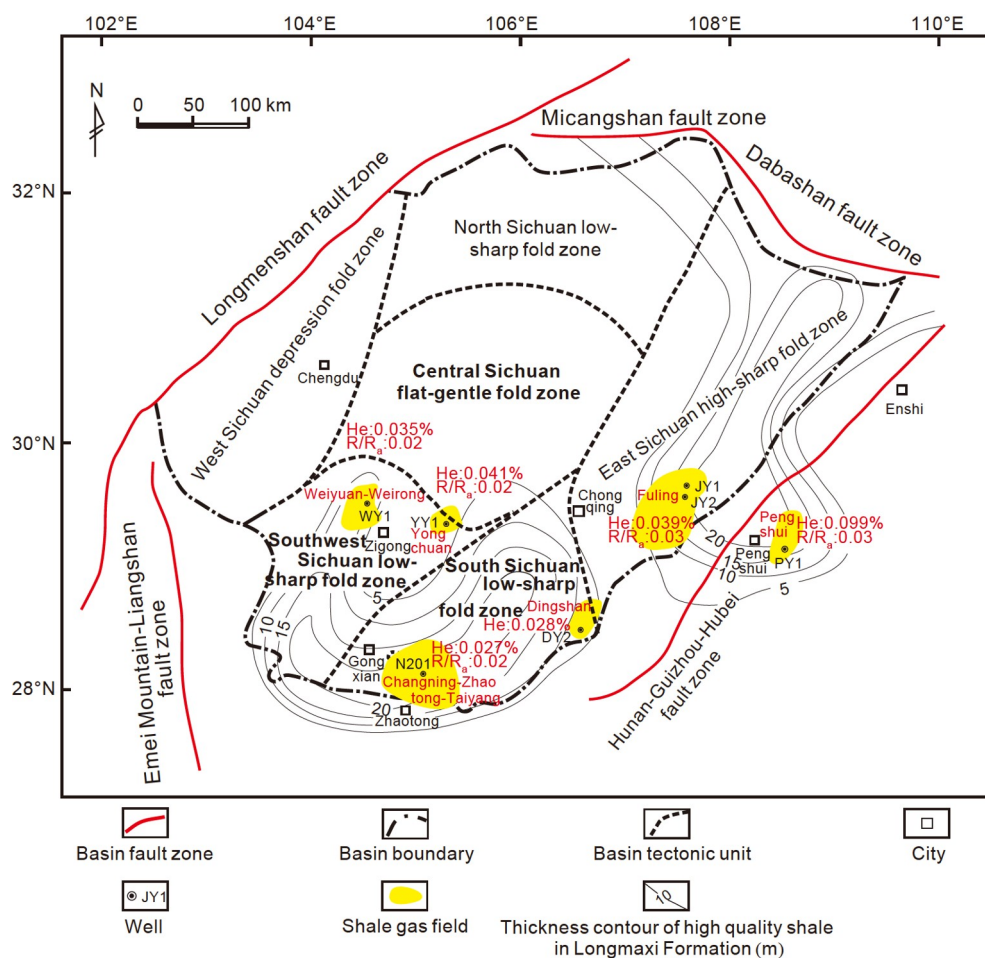 102°E
104°E
106°E
108°E
110°E
N
0
50
100 km
32°N
30°N
28°N
Micangshan fault zone
Dabashan fault zone
Longmenshan fault zone
North Sichuan low-
sharp fold zone
West Sichuan depression fold zone
Chengdu
Central Sichuan
flat-gentle fold zone
East Sichuan high-sharp fold zone
Enshi
He:0.035%
R/Ra:0.02
He:0.041%
R/Ra:0.02
Weiyuan-Weirong
WY1
YY1
Yong
chuan
Zigong
Chong
qing
Fuling
JY1
JY2
He:0.039%
R/Ra:0.03
Peng
shui
He:0.099%
R/Ra:0.03
Peng
shui
PY1
20
15
10
5
Southwest
Sichuan low-
sharp fold zone
South Sichuan
low-sharp
fold zone
5
10
15
Dingshan
He:0.028%
DY2
He:0.027%
R/Ra:0.02
N201
Changning-Zhao
tong-Taiyang
Gong
xian
20
Zhaotong
Emei Mountain-Liangshan
fault zone
Hunan-Guizhou-Hubei
fault zone
Basin fault zone
Basin boundary
Basin tectonic unit
City
JY1
Well
Shale gas field
10
Thickness contour of high quality shale
in Longmaxi Formation (m)